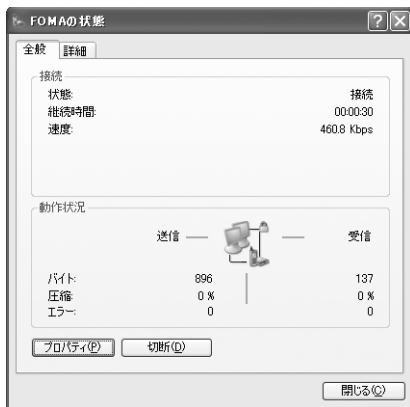 FOMAの状態
全般 詳細
接続
状態: 接続
継続時間: 00:00:30
速度: 460.8 Kbps
動作状況
送信 — — 受信
バイト: 896 137
圧縮: 0 % 0 %
エラー: 0 0
プロパティ(P) 切断(D)
閉じる(C)